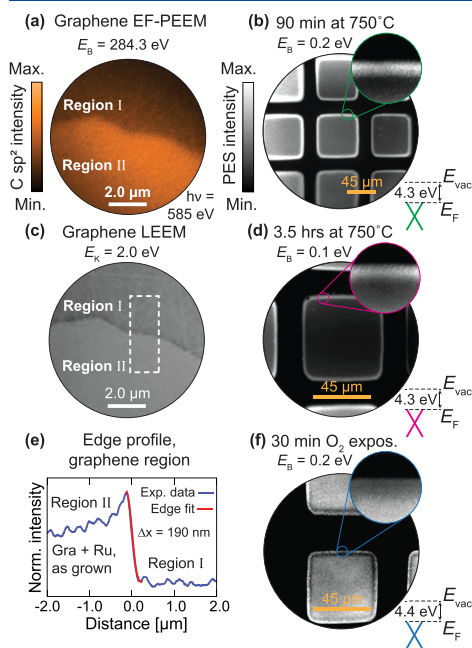 (a) Graphene EF-PEEM
E_B = 284.3 eV
Max.
C sp² intensity
Min.
Region I
Region II
2.0 µm
hν =
585 eV
(b) 90 min at 750˚C
E_B = 0.2 eV
Max.
PES intensity
Min.
45 µm
E_vac
4.3 eV
E_F
(c) Graphene LEEM
E_K = 2.0 eV
Region I
Region II
2.0 µm
(d) 3.5 hrs at 750˚C
E_B = 0.1 eV
45 µm
E_vac
4.3 eV
E_F
(e) Edge profile,
graphene region
Norm. intensity
Region II
Exp. data
Edge fit
Δx = 190 nm
Gra + Ru,
as grown
Region I
-2.0 -1.0 0.0 1.0 2.0
Distance [µm]
(f) 30 min O₂ expos.
E_B = 0.2 eV
45 µm
E_vac
4.4 eV
E_F